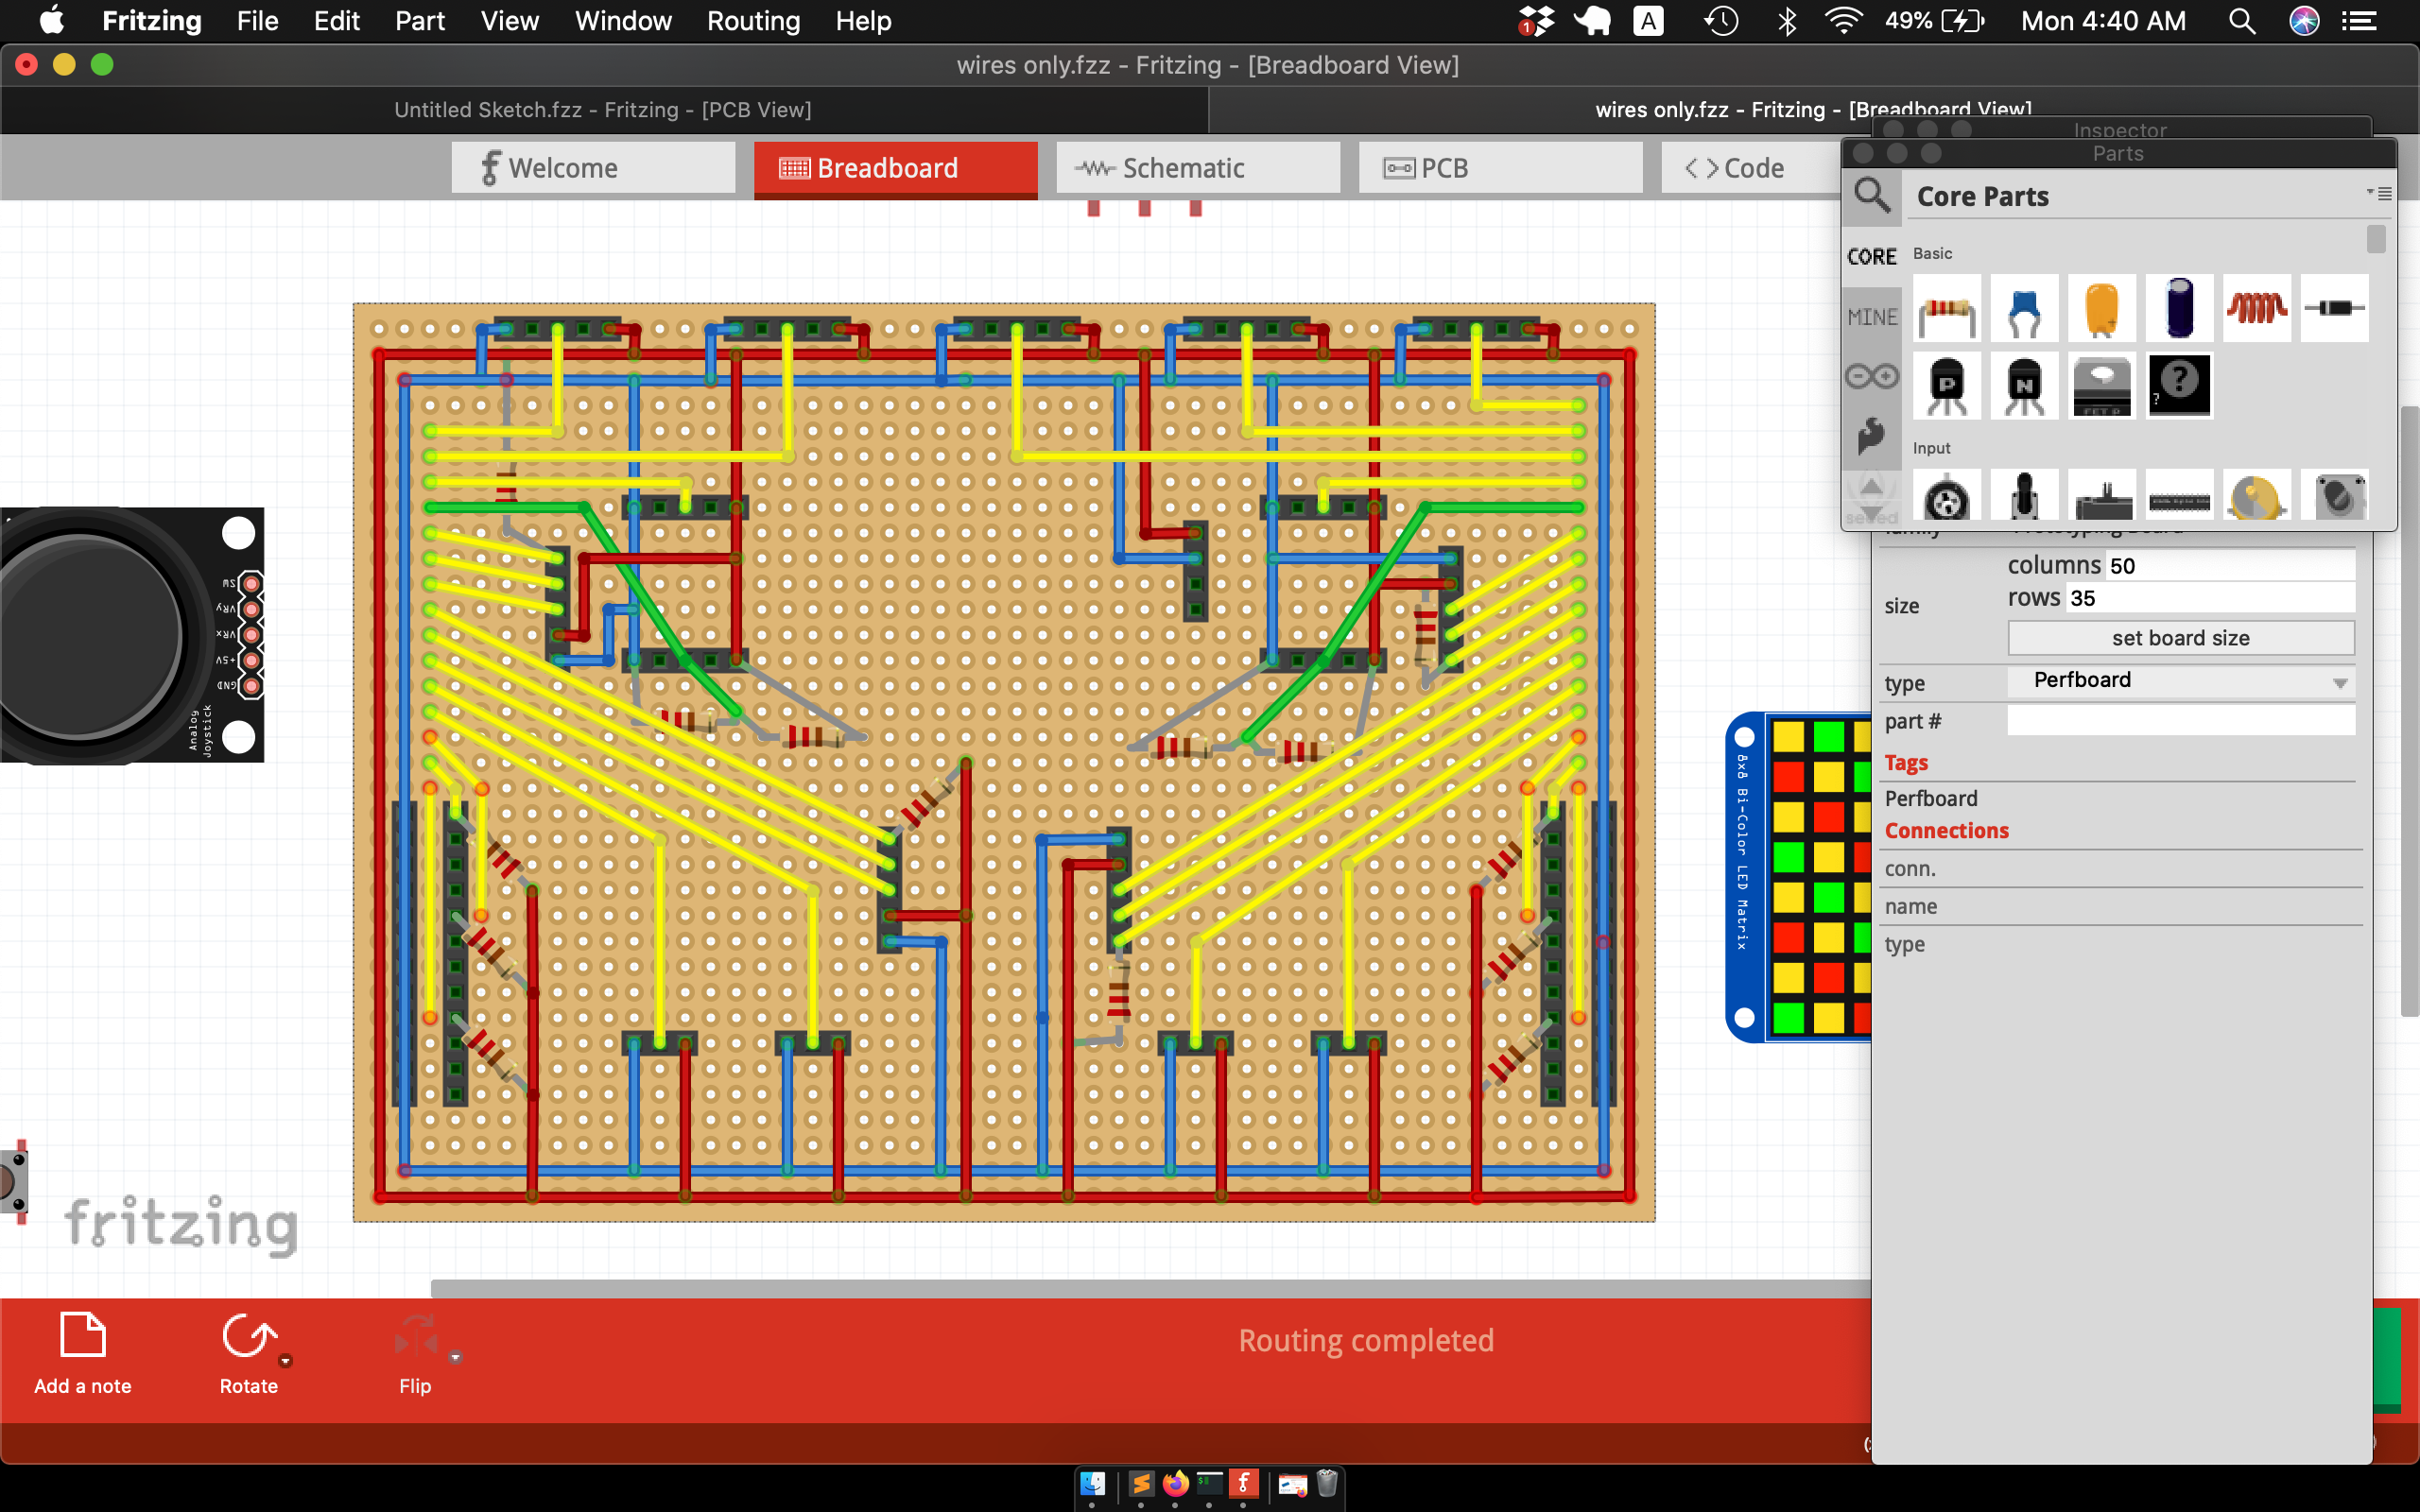 Fritzing File Edit Part View Window Routing Help
1 A 49% Mon 4:40 AM
wires only.fzz - Fritzing - [Breadboard View]
Untitled Sketch.fzz - Fritzing - [PCB View]
wires only.fzz - Fritzing - [Breadboard View]
Welcome
Breadboard
Schematic
PCB
Code
Inspector
Parts
Core Parts
CORE
Basic
MINE
P
N
FET P
?
?
Input
columns 50
size
rows 35
set board size
type Perfboard
part #
Tags
Perfboard
Connections
conn.
name
type
SW
VRy
VRx
+5V
GND
Analog
Joystick
8x8 Bi-Color LED Matrix
fritzing
Routing completed
Add a note
Rotate
Flip